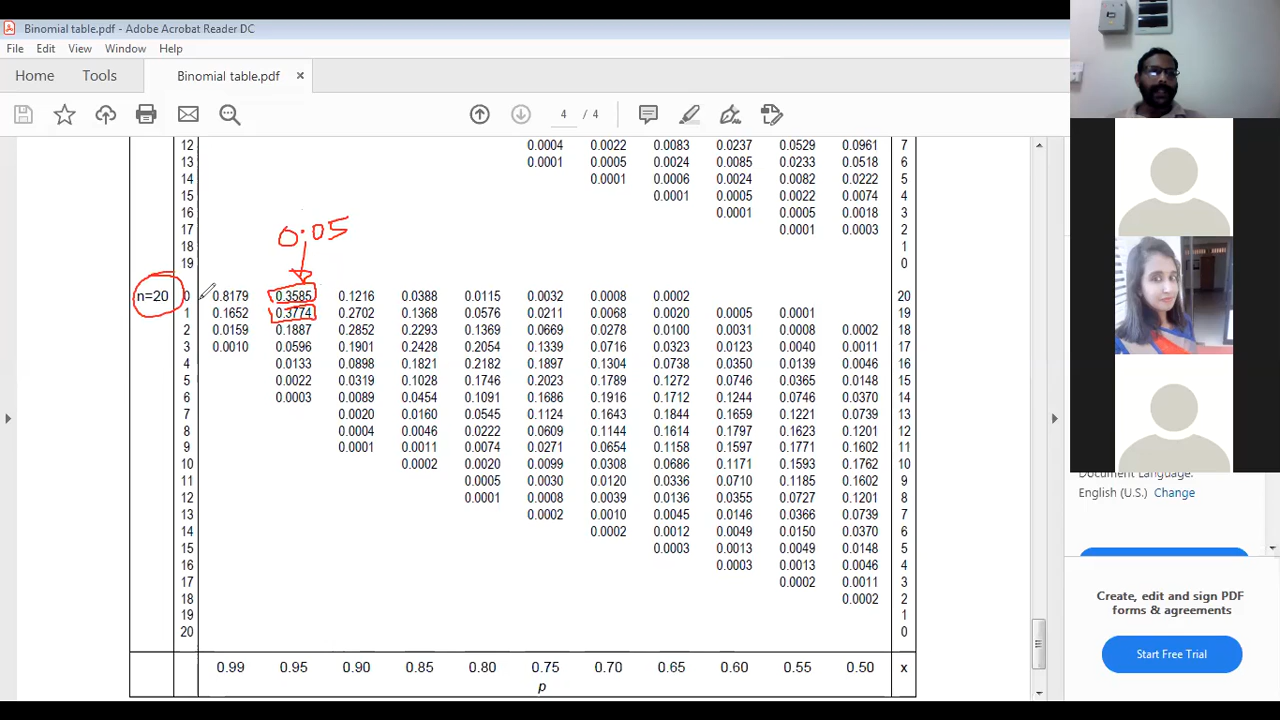 Binomial table.pdf - Adobe Acrobat Reader DC
File Edit View Window Help
Home Tools Binomial table.pdf ×
4 / 4
12 0.0004 0.0022 0.0083 0.0237 0.0529 0.0961 7
13 0.0001 0.0005 0.0024 0.0085 0.0233 0.0518 6
14 0.0001 0.0006 0.0024 0.0082 0.0222 5
15 0.0001 0.0005 0.0022 0.0074 4
16 0.0001 0.0005 0.0018 3
17 0.0001 0.0003 2
18 1
19 0
0.05
n=20 0 0.8179 0.3585 0.1216 0.0388 0.0115 0.0032 0.0008 0.0002 20
1 0.1652 0.3774 0.2702 0.1368 0.0576 0.0211 0.0068 0.0020 0.0005 0.0001 19
2 0.0159 0.1887 0.2852 0.2293 0.1369 0.0669 0.0278 0.0100 0.0031 0.0008 0.0002 18
3 0.0010 0.0596 0.1901 0.2428 0.2054 0.1339 0.0716 0.0323 0.0123 0.0040 0.0011 17
4 0.0133 0.0898 0.1821 0.2182 0.1897 0.1304 0.0738 0.0350 0.0139 0.0046 16
5 0.0022 0.0319 0.1028 0.1746 0.2023 0.1789 0.1272 0.0746 0.0365 0.0148 15
6 0.0003 0.0089 0.0454 0.1091 0.1686 0.1916 0.1712 0.1244 0.0746 0.0370 14
7 0.0020 0.0160 0.0545 0.1124 0.1643 0.1844 0.1659 0.1221 0.0739 13
8 0.0004 0.0046 0.0222 0.0609 0.1144 0.1614 0.1797 0.1623 0.1201 12
9 0.0001 0.0011 0.0074 0.0271 0.0654 0.1158 0.1597 0.1771 0.1602 11
10 0.0002 0.0020 0.0099 0.0308 0.0686 0.1171 0.1593 0.1762 10
11 0.0005 0.0030 0.0120 0.0336 0.0710 0.1185 0.1602 9
12 0.0001 0.0008 0.0039 0.0136 0.0355 0.0727 0.1201 8
13 0.0002 0.0010 0.0045 0.0146 0.0366 0.0739 7
14 0.0002 0.0012 0.0049 0.0150 0.0370 6
15 0.0003 0.0013 0.0049 0.0148 5
16 0.0003 0.0013 0.0046 4
17 0.0002 0.0011 3
18 0.0002 2
19 1
20 0
0.99 0.95 0.90 0.85 0.80 0.75 0.70 0.65 0.60 0.55 0.50 x
p
Document Language:
English (U.S.) Change
Create, edit and sign PDF
forms & agreements
Start Free Trial